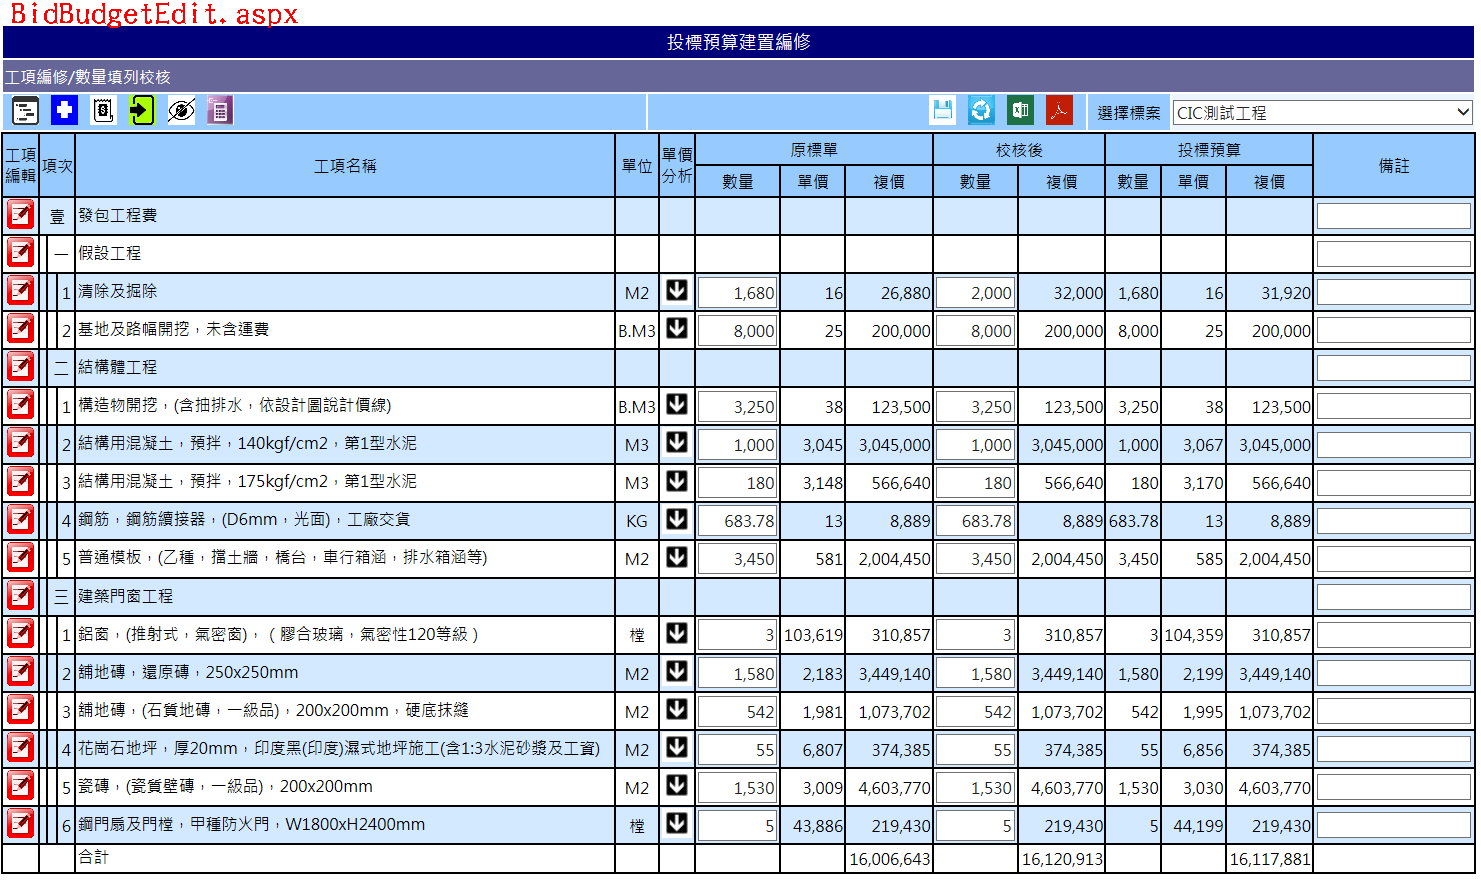 BidBudgetEdit.aspx
投標預算建置編修
工項編修/數量填列校核
選擇標案 CIC測試工程
工項編輯 項次 工項名稱 單位 單價分析 原標單 校核後 投標預算 備註
數量 單價 複價 數量 複價 數量 單價 複價
壹 發包工程費
一 假設工程
1 清除及掘除 M2 1,680 16 26,880 2,000 32,000 1,680 16 31,920
2 基地及路幅開挖，未含運費 B.M3 8,000 25 200,000 8,000 200,000 8,000 25 200,000
二 結構體工程
1 構造物開挖，(含抽排水，依設計圖說計價線) B.M3 3,250 38 123,500 3,250 123,500 3,250 38 123,500
2 結構用混凝土，預拌，140kgf/cm2，第1型水泥 M3 1,000 3,045 3,045,000 1,000 3,045,000 1,000 3,067 3,045,000
3 結構用混凝土，預拌，175kgf/cm2，第1型水泥 M3 180 3,148 566,640 180 566,640 180 3,170 566,640
4 鋼筋，鋼筋續接器，(D6mm，光面)，工廠交貨 KG 683.78 13 8,889 683.78 8,889 683.78 13 8,889
5 普通模板，(乙種，擋土牆，橋台，車行箱涵，排水箱涵等) M2 3,450 581 2,004,450 3,450 2,004,450 3,450 585 2,004,450
三 建築門窗工程
1 鋁窗，(推射式，氣密窗)，（膠合玻璃，氣密性120等級） 樘 3 103,619 310,857 3 310,857 3 104,359 310,857
2 舖地磚，還原磚，250x250mm M2 1,580 2,183 3,449,140 1,580 3,449,140 1,580 2,199 3,449,140
3 舖地磚，(石質地磚，一級品)，200x200mm，硬底抹縫 M2 542 1,981 1,073,702 542 1,073,702 542 1,995 1,073,702
4 花崗石地坪，厚20mm，印度黑(印度)濕式地坪施工(含1:3水泥砂漿及工資) M2 55 6,807 374,385 55 374,385 55 6,856 374,385
5 瓷磚，(瓷質壁磚，一級品)，200x200mm M2 1,530 3,009 4,603,770 1,530 4,603,770 1,530 3,030 4,603,770
6 鋼門扇及門樘，甲種防火門，W1800xH2400mm 樘 5 43,886 219,430 5 219,430 5 44,199 219,430
合計 16,006,643 16,120,913 16,117,881